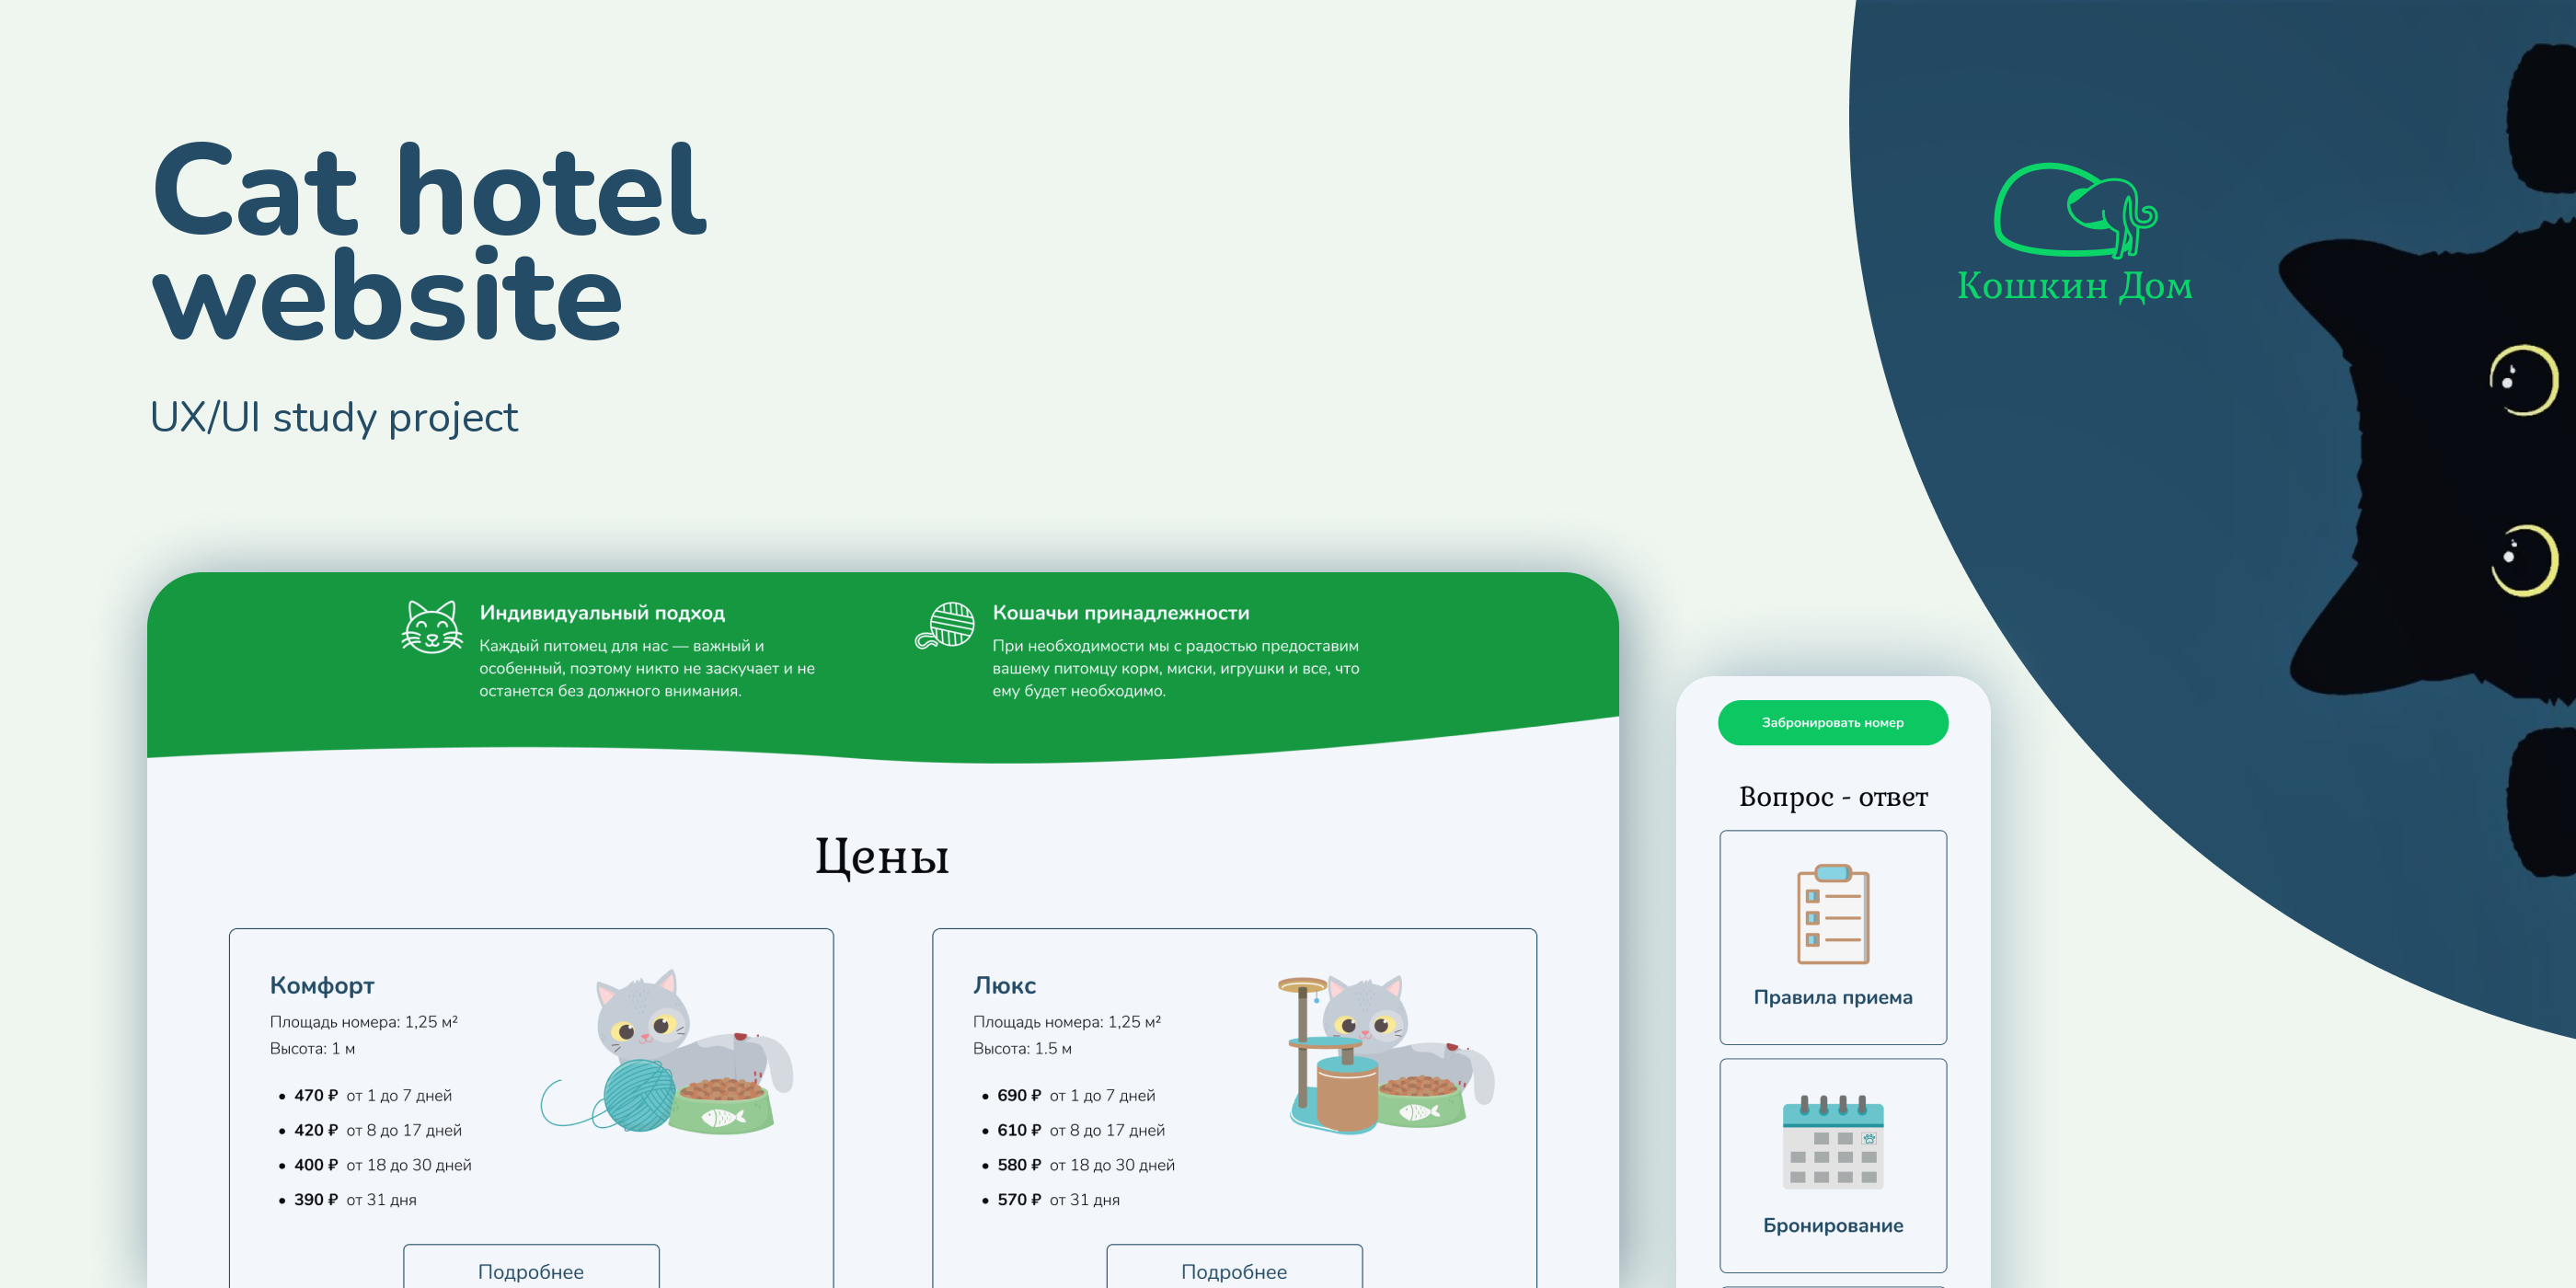 Cat hotel
website
UX/UI study project
Кошкин Дом
Индивидуальный подход
Каждый питомец для нас — важный и
особенный, поэтому никто не заскучает и не
останется без должного внимания.
Кошачьи принадлежности
При необходимости мы с радостью предоставим
вашему питомцу корм, миски, игрушки и все, что
ему будет необходимо.
Цены
Комфорт
Площадь номера: 1,25 м²
Высота: 1 м
• 470 ₽ от 1 до 7 дней
• 420 ₽ от 8 до 17 дней
• 400 ₽ от 18 до 30 дней
• 390 ₽ от 31 дня
Подробнее
Люкс
Площадь номера: 1,25 м²
Высота: 1.5 м
• 690 ₽ от 1 до 7 дней
• 610 ₽ от 8 до 17 дней
• 580 ₽ от 18 до 30 дней
• 570 ₽ от 31 дня
Подробнее
Забронировать номер
Вопрос - ответ
Правила приема
Бронирование